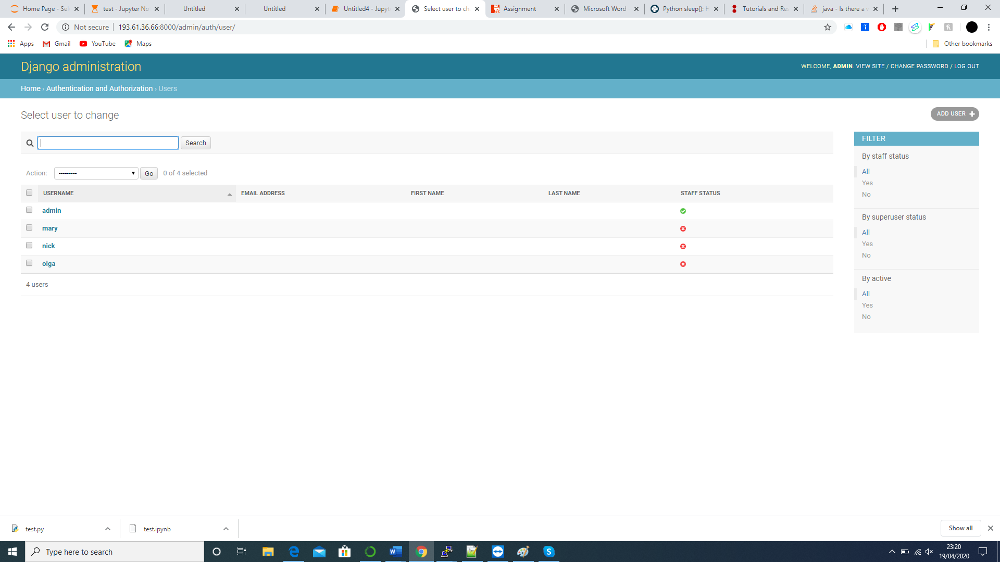 Home Page - Sel
test - Jupyter No
Untitled
Untitled
Untitled4 - Jupyt
Select user to ch
Assignment
Microsoft Word
Python sleep(): H
Tutorials and Res
java - Is there a w
Not secure
193.61.36.66:8000/admin/auth/user/
Apps
Gmail
YouTube
Maps
Other bookmarks
Django administration
WELCOME, ADMIN. VIEW SITE / CHANGE PASSWORD / LOG OUT
Home › Authentication and Authorization › Users
Select user to change
ADD USER +
Search
FILTER
By staff status
All
Yes
No
By superuser status
All
Yes
No
By active
All
Yes
No
Action: --------- Go 0 of 4 selected
USERNAME EMAIL ADDRESS FIRST NAME LAST NAME STAFF STATUS
admin
mary
nick
olga
4 users
test.py
test.ipynb
Show all
Type here to search
23:20
19/04/2020